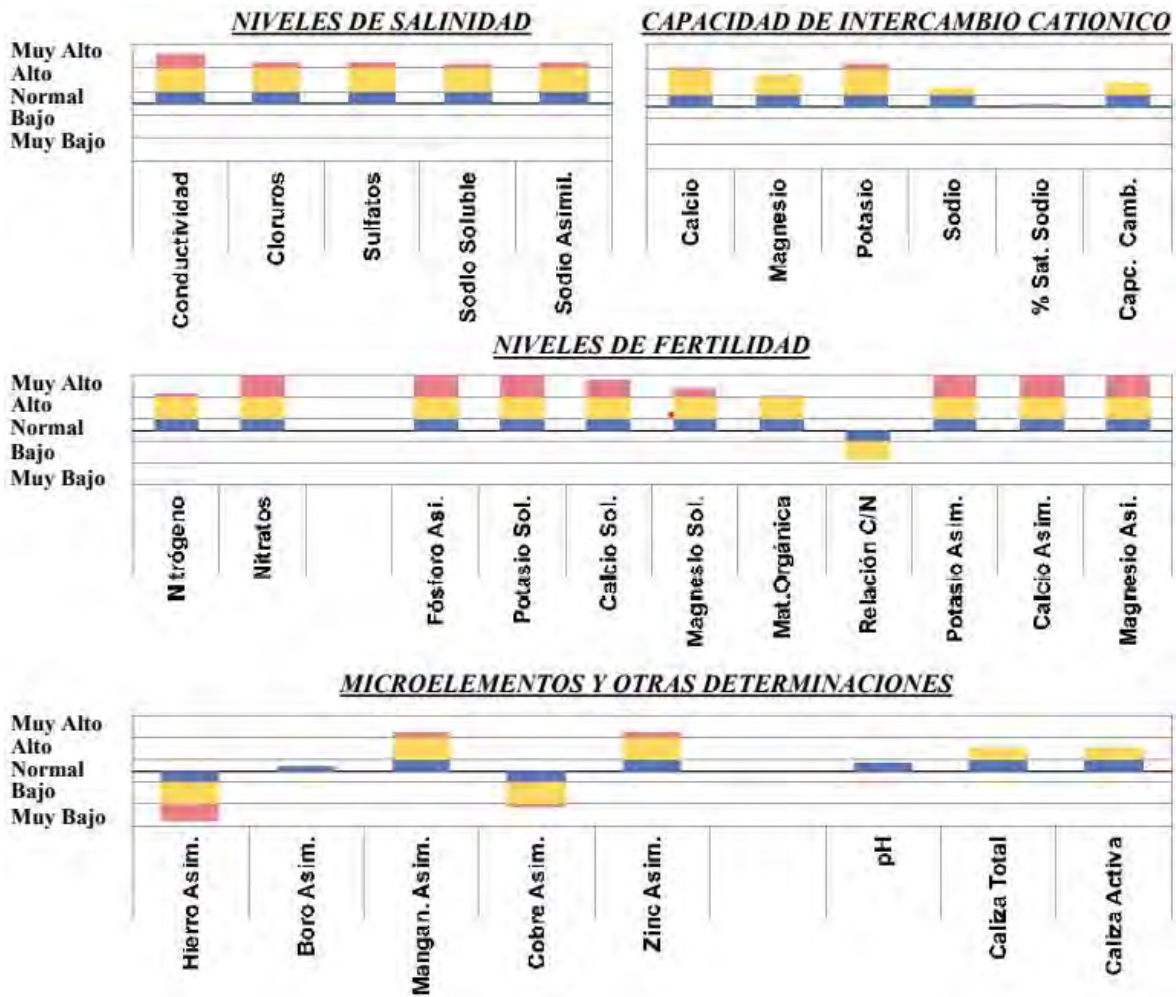 NIVELES DE SALINIDAD
CAPACIDAD DE INTERCAMBIO CATIONICO
Muy Alto
Alto
Normal
Bajo
Muy Bajo
Conductividad
Cloruros
Sulfatos
Sodio Soluble
Sodio Asimil.
Calcio
Magnesio
Potasio
Sodio
% Sat. Sodio
Capc. Camb.
NIVELES DE FERTILIDAD
Muy Alto
Alto
Normal
Bajo
Muy Bajo
Nitrógeno
Nitratos
Fósforo Asi.
Potasio Sol.
Calcio Sol.
Magnesio Sol.
Mat.Orgánica
Relación C/N
Potasio Asim.
Calcio Asim.
Magnesio Asi.
MICROELEMENTOS Y OTRAS DETERMINACIONES
Muy Alto
Alto
Normal
Bajo
Muy Bajo
Hierro Asim.
Boro Asim.
Mangan. Asim.
Cobre Asim.
Zinc Asim.
pH
Caliza Total
Caliza Activa